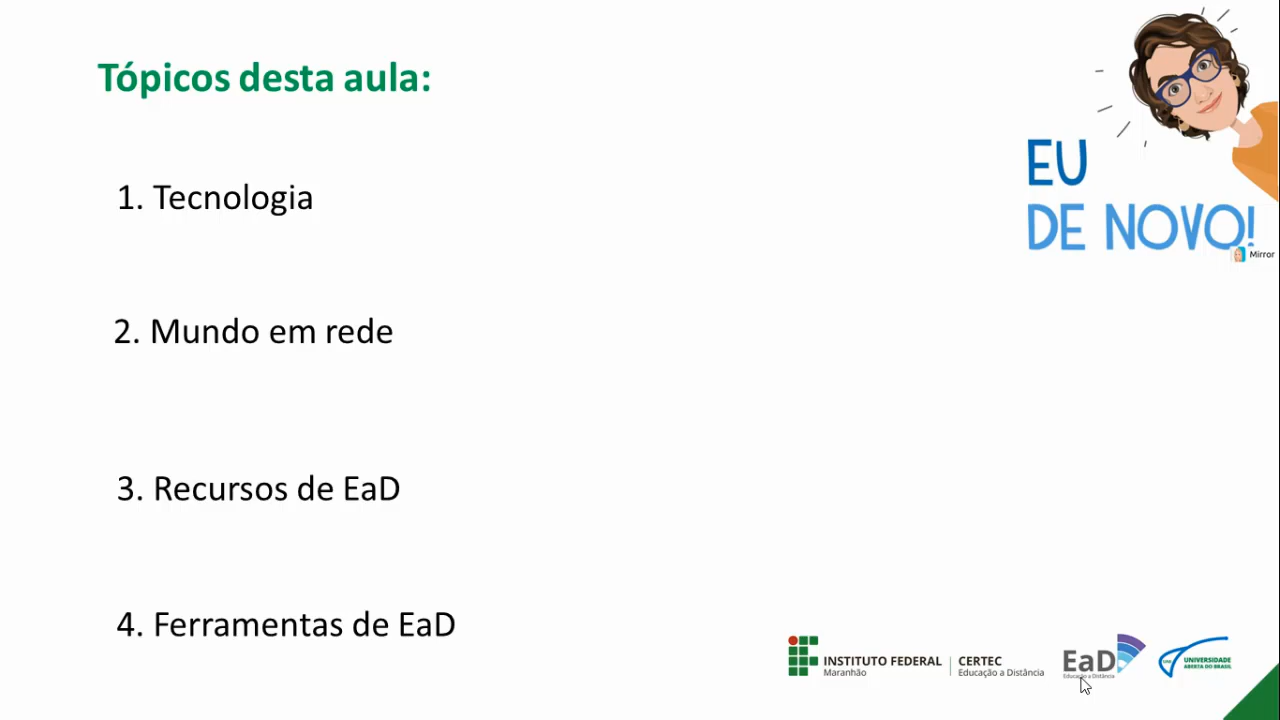 Tópicos desta aula:
1. Tecnologia
2. Mundo em rede
3. Recursos de EaD
4. Ferramentas de EaD
EU
DE NOVO!
Mirror
INSTITUTO FEDERAL
Maranhão
CERTEC
Educação a Distância
EaD
Educação a Distância
UNIVERSIDADE
ABERTA DO BRASIL